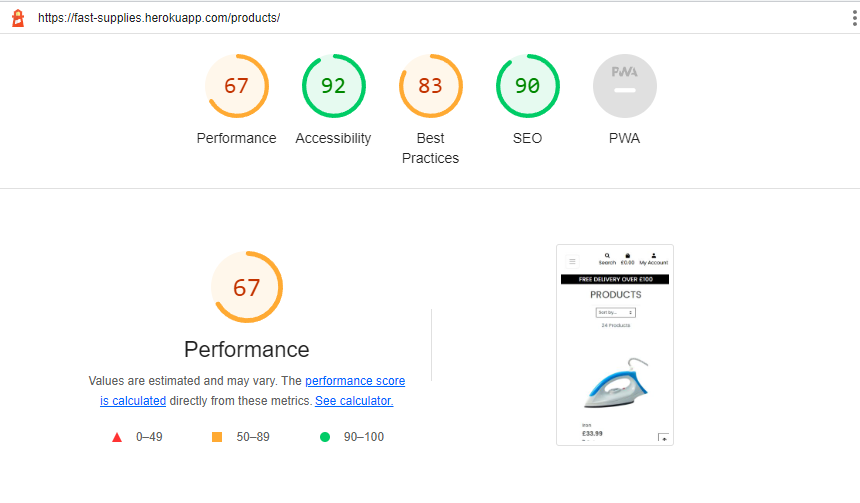 https://fast-supplies.herokuapp.com/products/
67
92
83
90
PWA
Performance
Accessibility
Best
Practices
SEO
PWA
67
Performance
Values are estimated and may vary. The performance score
is calculated directly from these metrics. See calculator.
0–49
50–89
90–100
Search
£0.00
My Account
FREE DELIVERY OVER £100
PRODUCTS
Sort by...
24 Products
Iron
£33.99